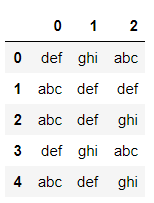 0 1 2
0 def ghi abc
1 abc def def
2 abc def ghi
3 def ghi abc
4 abc def ghi